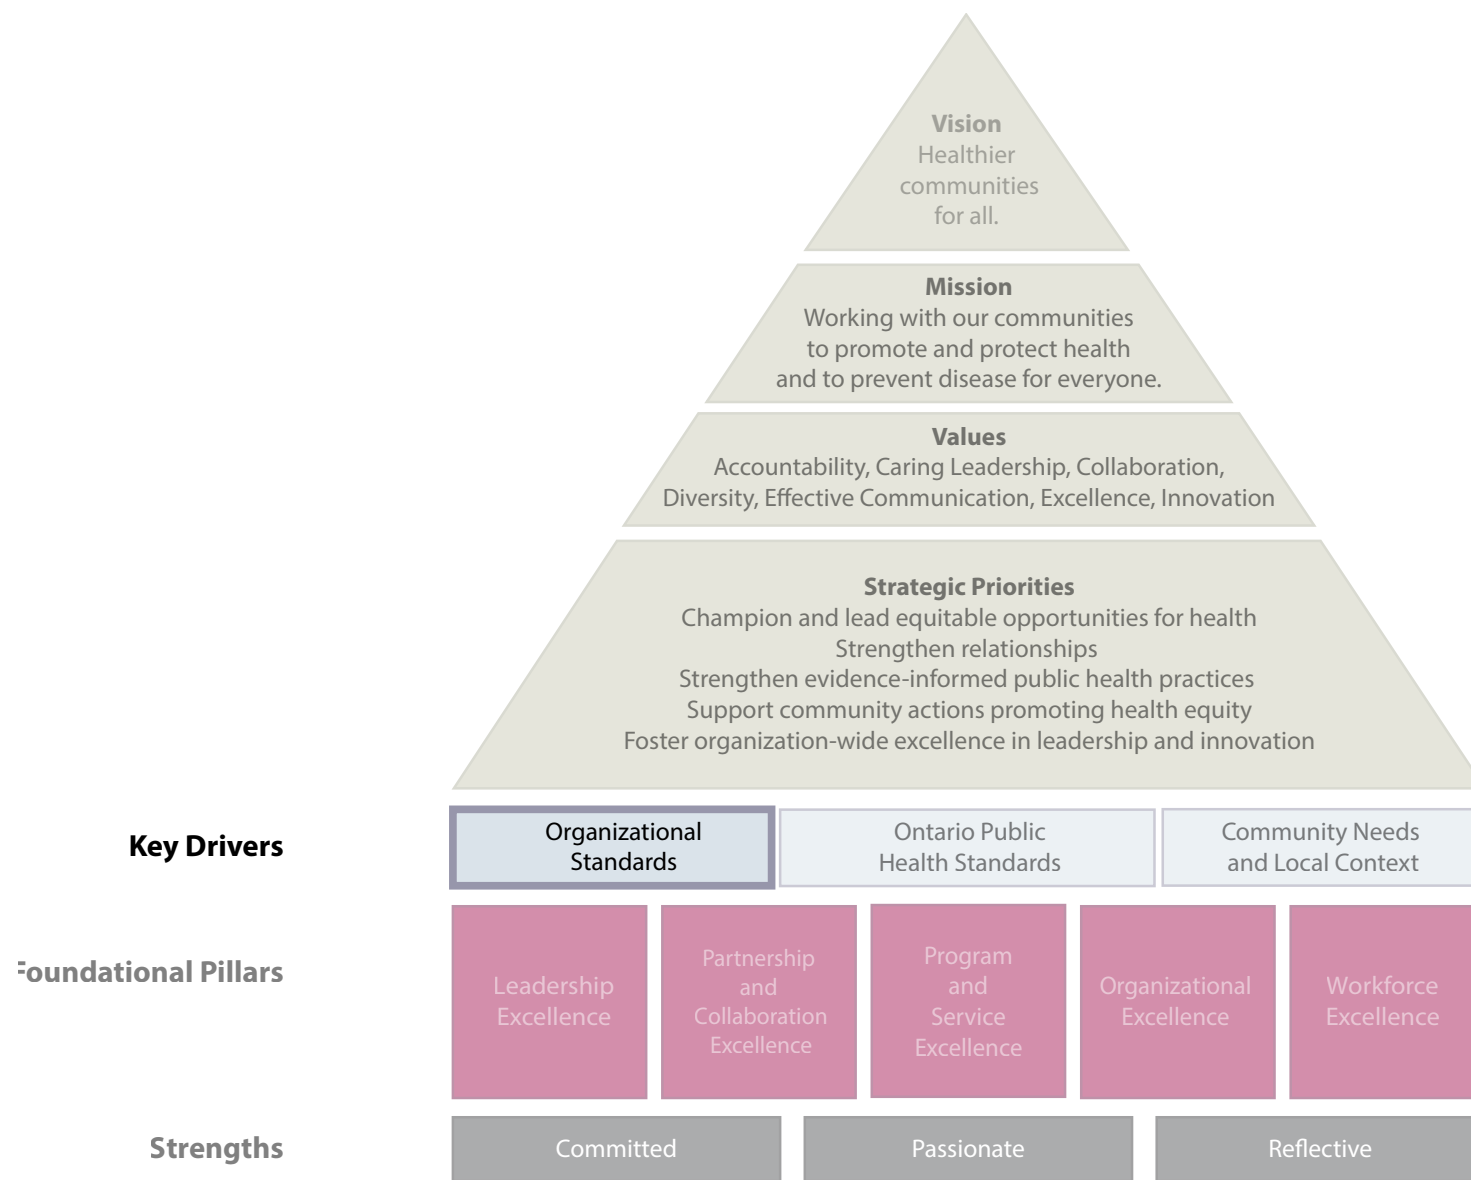 Vision
Healthier
communities
for all.
Mission
Working with our communities
to promote and protect health
and to prevent disease for everyone.
Values
Accountability, Caring Leadership, Collaboration,
Diversity, Effective Communication, Excellence, Innovation
Strategic Priorities
Champion and lead equitable opportunities for health
Strengthen relationships
Strengthen evidence-informed public health practices
Support community actions promoting health equity
Foster organization-wide excellence in leadership and innovation
Key Drivers
Organizational
Standards
Ontario Public
Health Standards
Community Needs
and Local Context
Foundational Pillars
Leadership
Excellence
Partnership
and
Collaboration
Excellence
Program
and
Service
Excellence
Organizational
Excellence
Workforce
Excellence
Strengths
Committed
Passionate
Reflective